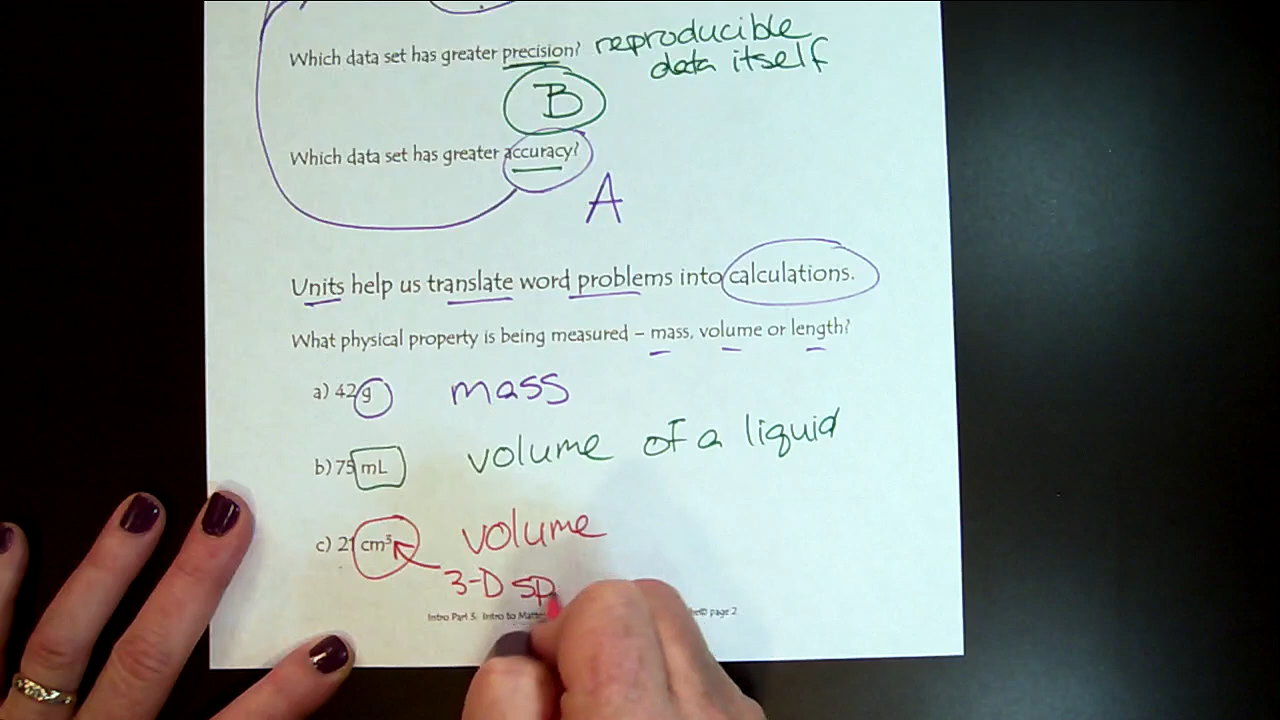 Which data set has greater precision? reproducible
data itself
B
Which data set has greater accuracy?
A
Units help us translate word problems into calculations.
What physical property is being measured – mass, volume or length?
a) 42 g mass
b) 75 mL volume of a liquid
c) 21 cm³ volume
3-D sp
Intro Part 3: Intro to page 2